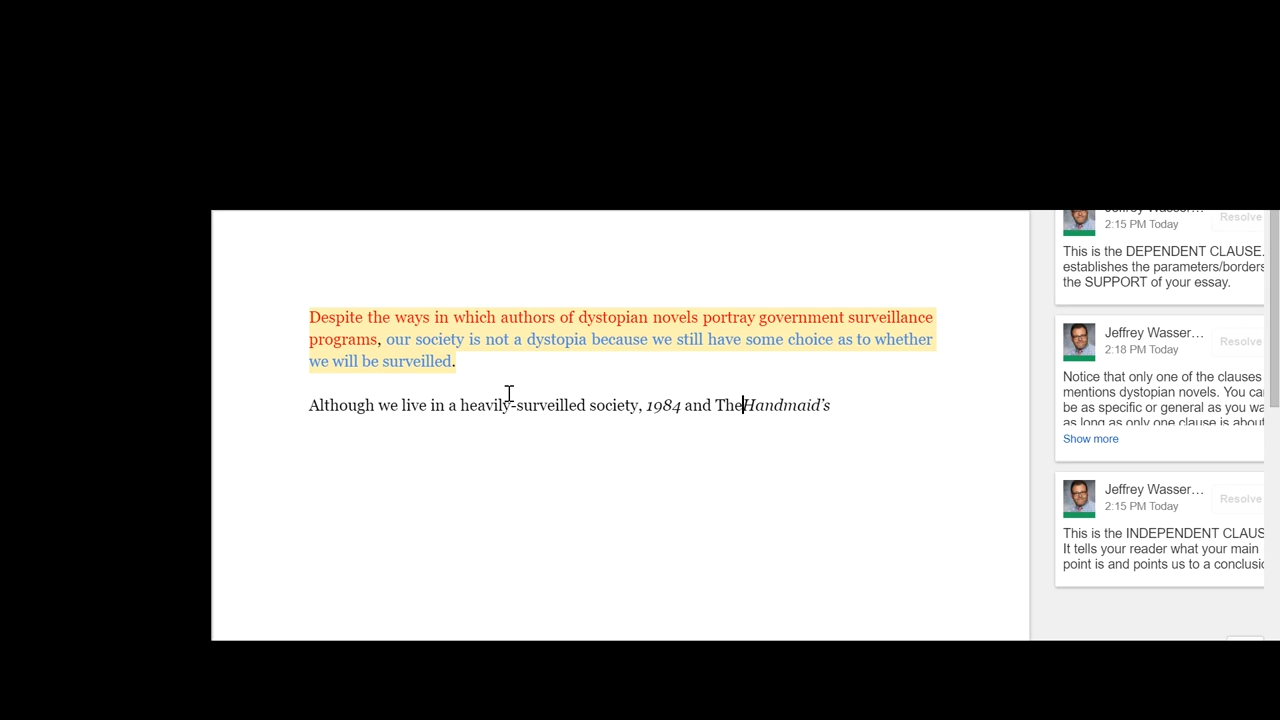 Despite the ways in which authors of dystopian novels portray government surveillance
programs, our society is not a dystopia because we still have some choice as to whether
we will be surveilled.
Although we live in a heavily-surveilled society, 1984 and TheHandmaid's
Jeffrey Wasser…
Resolve
2:15 PM Today
This is the DEPENDENT CLAUSE.
establishes the parameters/borders
the SUPPORT of your essay.
Jeffrey Wasser…
Resolve
2:18 PM Today
Notice that only one of the clauses
mentions dystopian novels. You ca
be as specific or general as you wa
as long as only one clause is about
Show more
Jeffrey Wasser…
Resolve
2:15 PM Today
This is the INDEPENDENT CLAUS
It tells your reader what your main
point is and points us to a conclusi